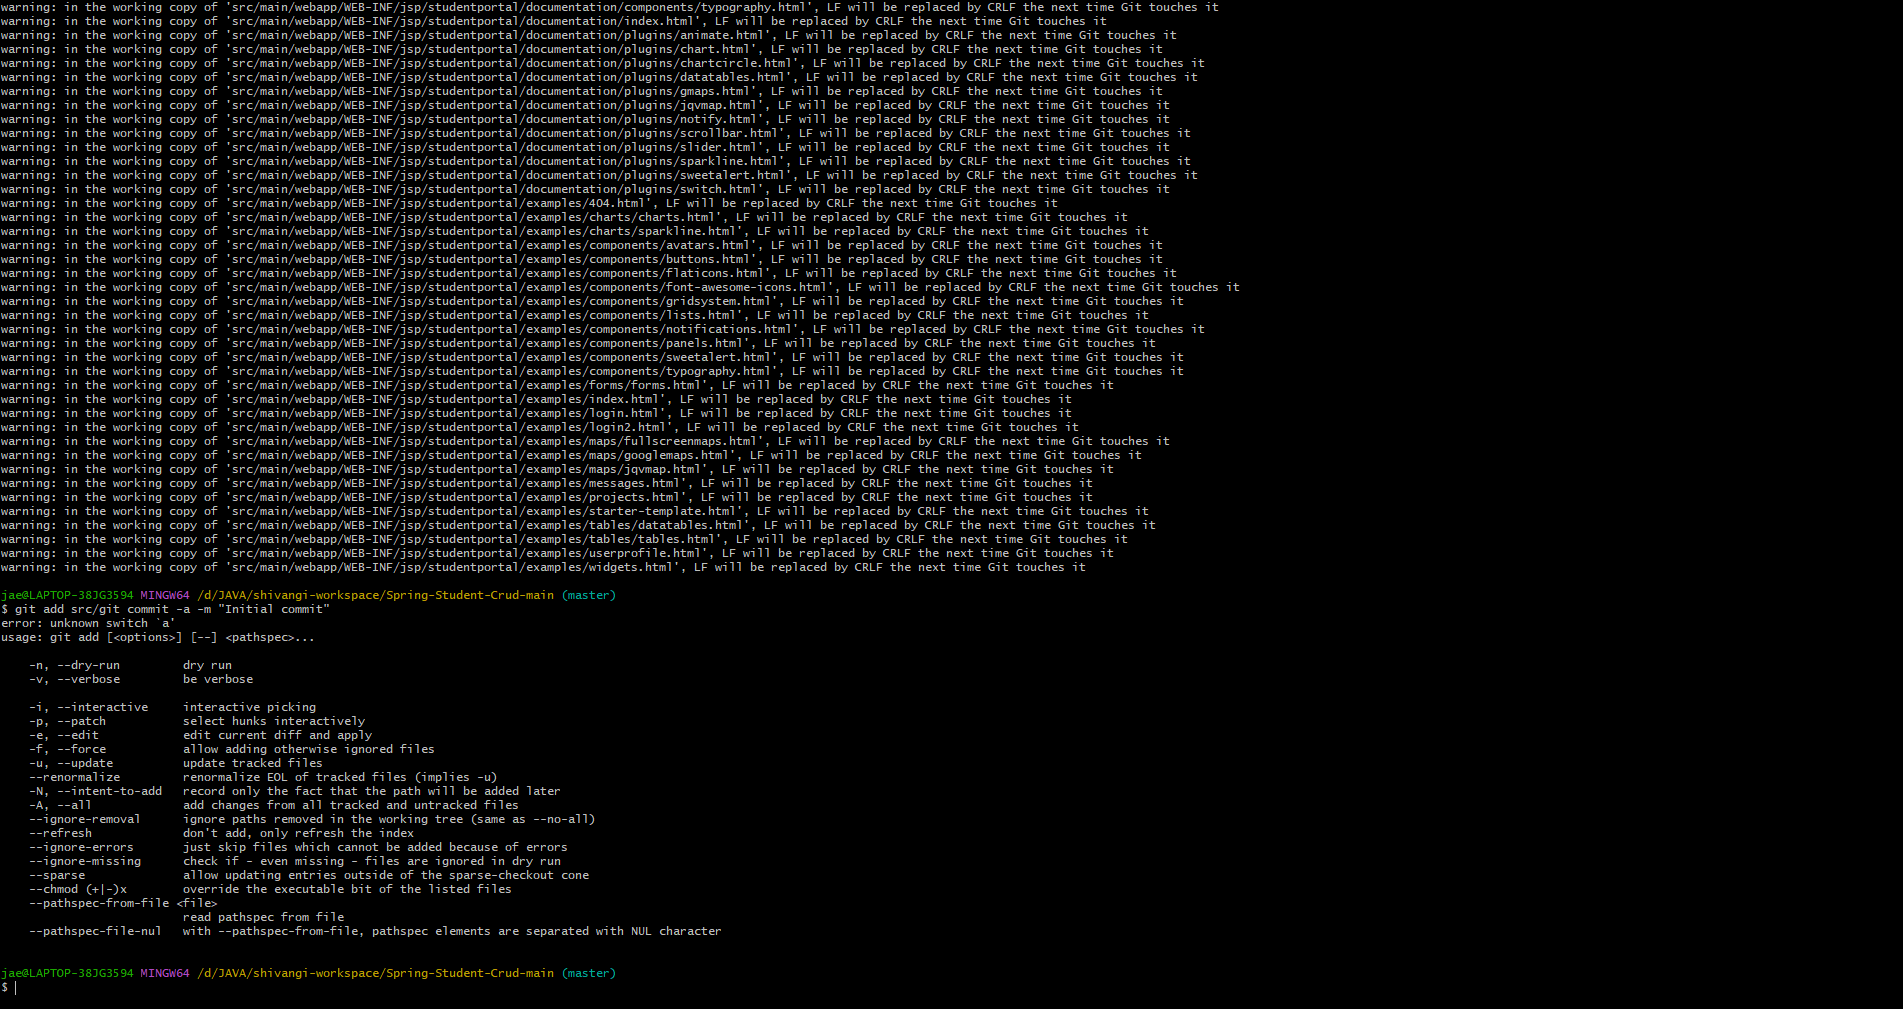 warning: in the working copy of 'src/main/webapp/WEB-INF/jsp/studentportal/documentation/components/typography.html', LF will be replaced by CRLF the next time Git touches it
warning: in the working copy of 'src/main/webapp/WEB-INF/jsp/studentportal/documentation/index.html', LF will be replaced by CRLF the next time Git touches it
warning: in the working copy of 'src/main/webapp/WEB-INF/jsp/studentportal/documentation/plugins/animate.html', LF will be replaced by CRLF the next time Git touches it
warning: in the working copy of 'src/main/webapp/WEB-INF/jsp/studentportal/documentation/plugins/chart.html', LF will be replaced by CRLF the next time Git touches it
warning: in the working copy of 'src/main/webapp/WEB-INF/jsp/studentportal/documentation/plugins/chartcircle.html', LF will be replaced by CRLF the next time Git touches it
warning: in the working copy of 'src/main/webapp/WEB-INF/jsp/studentportal/documentation/plugins/datatables.html', LF will be replaced by CRLF the next time Git touches it
warning: in the working copy of 'src/main/webapp/WEB-INF/jsp/studentportal/documentation/plugins/gmaps.html', LF will be replaced by CRLF the next time Git touches it
warning: in the working copy of 'src/main/webapp/WEB-INF/jsp/studentportal/documentation/plugins/jqvmap.html', LF will be replaced by CRLF the next time Git touches it
warning: in the working copy of 'src/main/webapp/WEB-INF/jsp/studentportal/documentation/plugins/notify.html', LF will be replaced by CRLF the next time Git touches it
warning: in the working copy of 'src/main/webapp/WEB-INF/jsp/studentportal/documentation/plugins/scrollbar.html', LF will be replaced by CRLF the next time Git touches it
warning: in the working copy of 'src/main/webapp/WEB-INF/jsp/studentportal/documentation/plugins/slider.html', LF will be replaced by CRLF the next time Git touches it
warning: in the working copy of 'src/main/webapp/WEB-INF/jsp/studentportal/documentation/plugins/sparkline.html', LF will be replaced by CRLF the next time Git touches it
warning: in the working copy of 'src/main/webapp/WEB-INF/jsp/studentportal/documentation/plugins/sweetalert.html', LF will be replaced by CRLF the next time Git touches it
warning: in the working copy of 'src/main/webapp/WEB-INF/jsp/studentportal/documentation/plugins/switch.html', LF will be replaced by CRLF the next time Git touches it
warning: in the working copy of 'src/main/webapp/WEB-INF/jsp/studentportal/examples/404.html', LF will be replaced by CRLF the next time Git touches it
warning: in the working copy of 'src/main/webapp/WEB-INF/jsp/studentportal/examples/charts/charts.html', LF will be replaced by CRLF the next time Git touches it
warning: in the working copy of 'src/main/webapp/WEB-INF/jsp/studentportal/examples/charts/sparkline.html', LF will be replaced by CRLF the next time Git touches it
warning: in the working copy of 'src/main/webapp/WEB-INF/jsp/studentportal/examples/components/avatars.html', LF will be replaced by CRLF the next time Git touches it
warning: in the working copy of 'src/main/webapp/WEB-INF/jsp/studentportal/examples/components/buttons.html', LF will be replaced by CRLF the next time Git touches it
warning: in the working copy of 'src/main/webapp/WEB-INF/jsp/studentportal/examples/components/flaticons.html', LF will be replaced by CRLF the next time Git touches it
warning: in the working copy of 'src/main/webapp/WEB-INF/jsp/studentportal/examples/components/font-awesome-icons.html', LF will be replaced by CRLF the next time Git touches it
warning: in the working copy of 'src/main/webapp/WEB-INF/jsp/studentportal/examples/components/gridsystem.html', LF will be replaced by CRLF the next time Git touches it
warning: in the working copy of 'src/main/webapp/WEB-INF/jsp/studentportal/examples/components/lists.html', LF will be replaced by CRLF the next time Git touches it
warning: in the working copy of 'src/main/webapp/WEB-INF/jsp/studentportal/examples/components/notifications.html', LF will be replaced by CRLF the next time Git touches it
warning: in the working copy of 'src/main/webapp/WEB-INF/jsp/studentportal/examples/components/panels.html', LF will be replaced by CRLF the next time Git touches it
warning: in the working copy of 'src/main/webapp/WEB-INF/jsp/studentportal/examples/components/sweetalert.html', LF will be replaced by CRLF the next time Git touches it
warning: in the working copy of 'src/main/webapp/WEB-INF/jsp/studentportal/examples/components/typography.html', LF will be replaced by CRLF the next time Git touches it
warning: in the working copy of 'src/main/webapp/WEB-INF/jsp/studentportal/examples/forms/forms.html', LF will be replaced by CRLF the next time Git touches it
warning: in the working copy of 'src/main/webapp/WEB-INF/jsp/studentportal/examples/index.html', LF will be replaced by CRLF the next time Git touches it
warning: in the working copy of 'src/main/webapp/WEB-INF/jsp/studentportal/examples/login.html', LF will be replaced by CRLF the next time Git touches it
warning: in the working copy of 'src/main/webapp/WEB-INF/jsp/studentportal/examples/login2.html', LF will be replaced by CRLF the next time Git touches it
warning: in the working copy of 'src/main/webapp/WEB-INF/jsp/studentportal/examples/maps/fullscreenmaps.html', LF will be replaced by CRLF the next time Git touches it
warning: in the working copy of 'src/main/webapp/WEB-INF/jsp/studentportal/examples/maps/googlemaps.html', LF will be replaced by CRLF the next time Git touches it
warning: in the working copy of 'src/main/webapp/WEB-INF/jsp/studentportal/examples/maps/jqvmap.html', LF will be replaced by CRLF the next time Git touches it
warning: in the working copy of 'src/main/webapp/WEB-INF/jsp/studentportal/examples/messages.html', LF will be replaced by CRLF the next time Git touches it
warning: in the working copy of 'src/main/webapp/WEB-INF/jsp/studentportal/examples/projects.html', LF will be replaced by CRLF the next time Git touches it
warning: in the working copy of 'src/main/webapp/WEB-INF/jsp/studentportal/examples/starter-template.html', LF will be replaced by CRLF the next time Git touches it
warning: in the working copy of 'src/main/webapp/WEB-INF/jsp/studentportal/examples/tables/datatables.html', LF will be replaced by CRLF the next time Git touches it
warning: in the working copy of 'src/main/webapp/WEB-INF/jsp/studentportal/examples/tables/tables.html', LF will be replaced by CRLF the next time Git touches it
warning: in the working copy of 'src/main/webapp/WEB-INF/jsp/studentportal/examples/userprofile.html', LF will be replaced by CRLF the next time Git touches it
warning: in the working copy of 'src/main/webapp/WEB-INF/jsp/studentportal/examples/widgets.html', LF will be replaced by CRLF the next time Git touches it
jae@LAPTOP-38JG3594 MINGW64 /d/JAVA/shivangi-workspace/Spring-Student-Crud-main (master)
$ git add src/git commit -a -m "Initial commit"
error: unknown switch `a'
usage: git add [<options>] [--] <pathspec>...
-n, --dry-run dry run
-v, --verbose be verbose
-i, --interactive interactive picking
-p, --patch select hunks interactively
-e, --edit edit current diff and apply
-f, --force allow adding otherwise ignored files
-u, --update update tracked files
--renormalize renormalize EOL of tracked files (implies -u)
-N, --intent-to-add record only the fact that the path will be added later
-A, --all add changes from all tracked and untracked files
--ignore-removal ignore paths removed in the working tree (same as --no-all)
--refresh don't add, only refresh the index
--ignore-errors just skip files which cannot be added because of errors
--ignore-missing check if - even missing - files are ignored in dry run
--sparse allow updating entries outside of the sparse-checkout cone
--chmod (+|-)x override the executable bit of the listed files
--pathspec-from-file <file>
read pathspec from file
--pathspec-file-nul with --pathspec-from-file, pathspec elements are separated with NUL character
jae@LAPTOP-38JG3594 MINGW64 /d/JAVA/shivangi-workspace/Spring-Student-Crud-main (master)
$